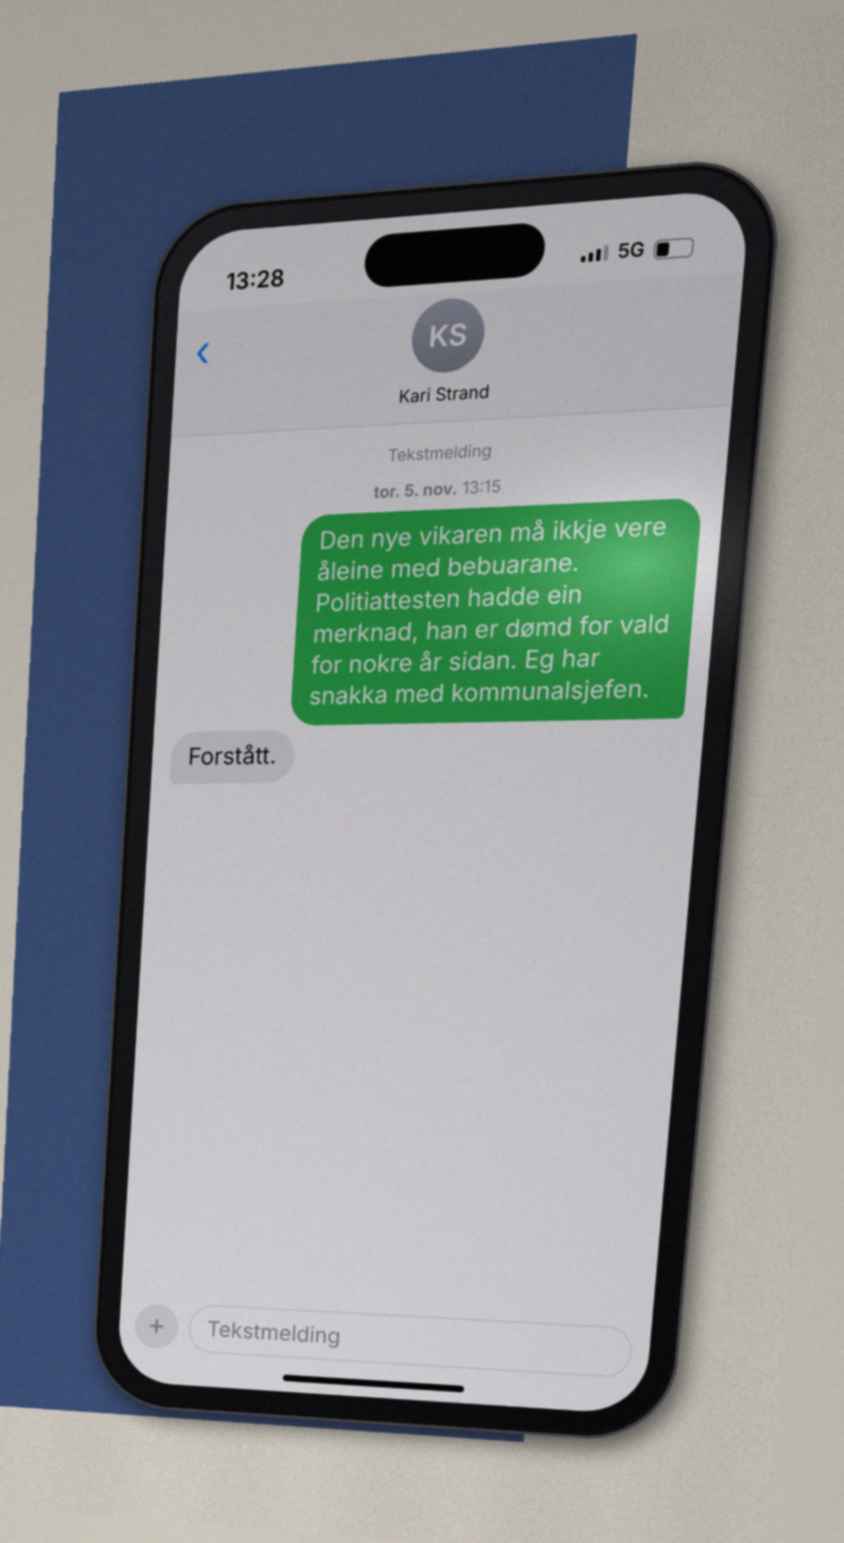 13:28
5G
KS
Kari Strand
Tekstmelding
tor. 5. nov. 13:15
Den nye vikaren må ikkje vere
åleine med bebuarane.
Politiattesten hadde ein
merknad, han er dømd for vald
for nokre år sidan. Eg har
snakka med kommunalsjefen.
Forstått.
+
Tekstmelding